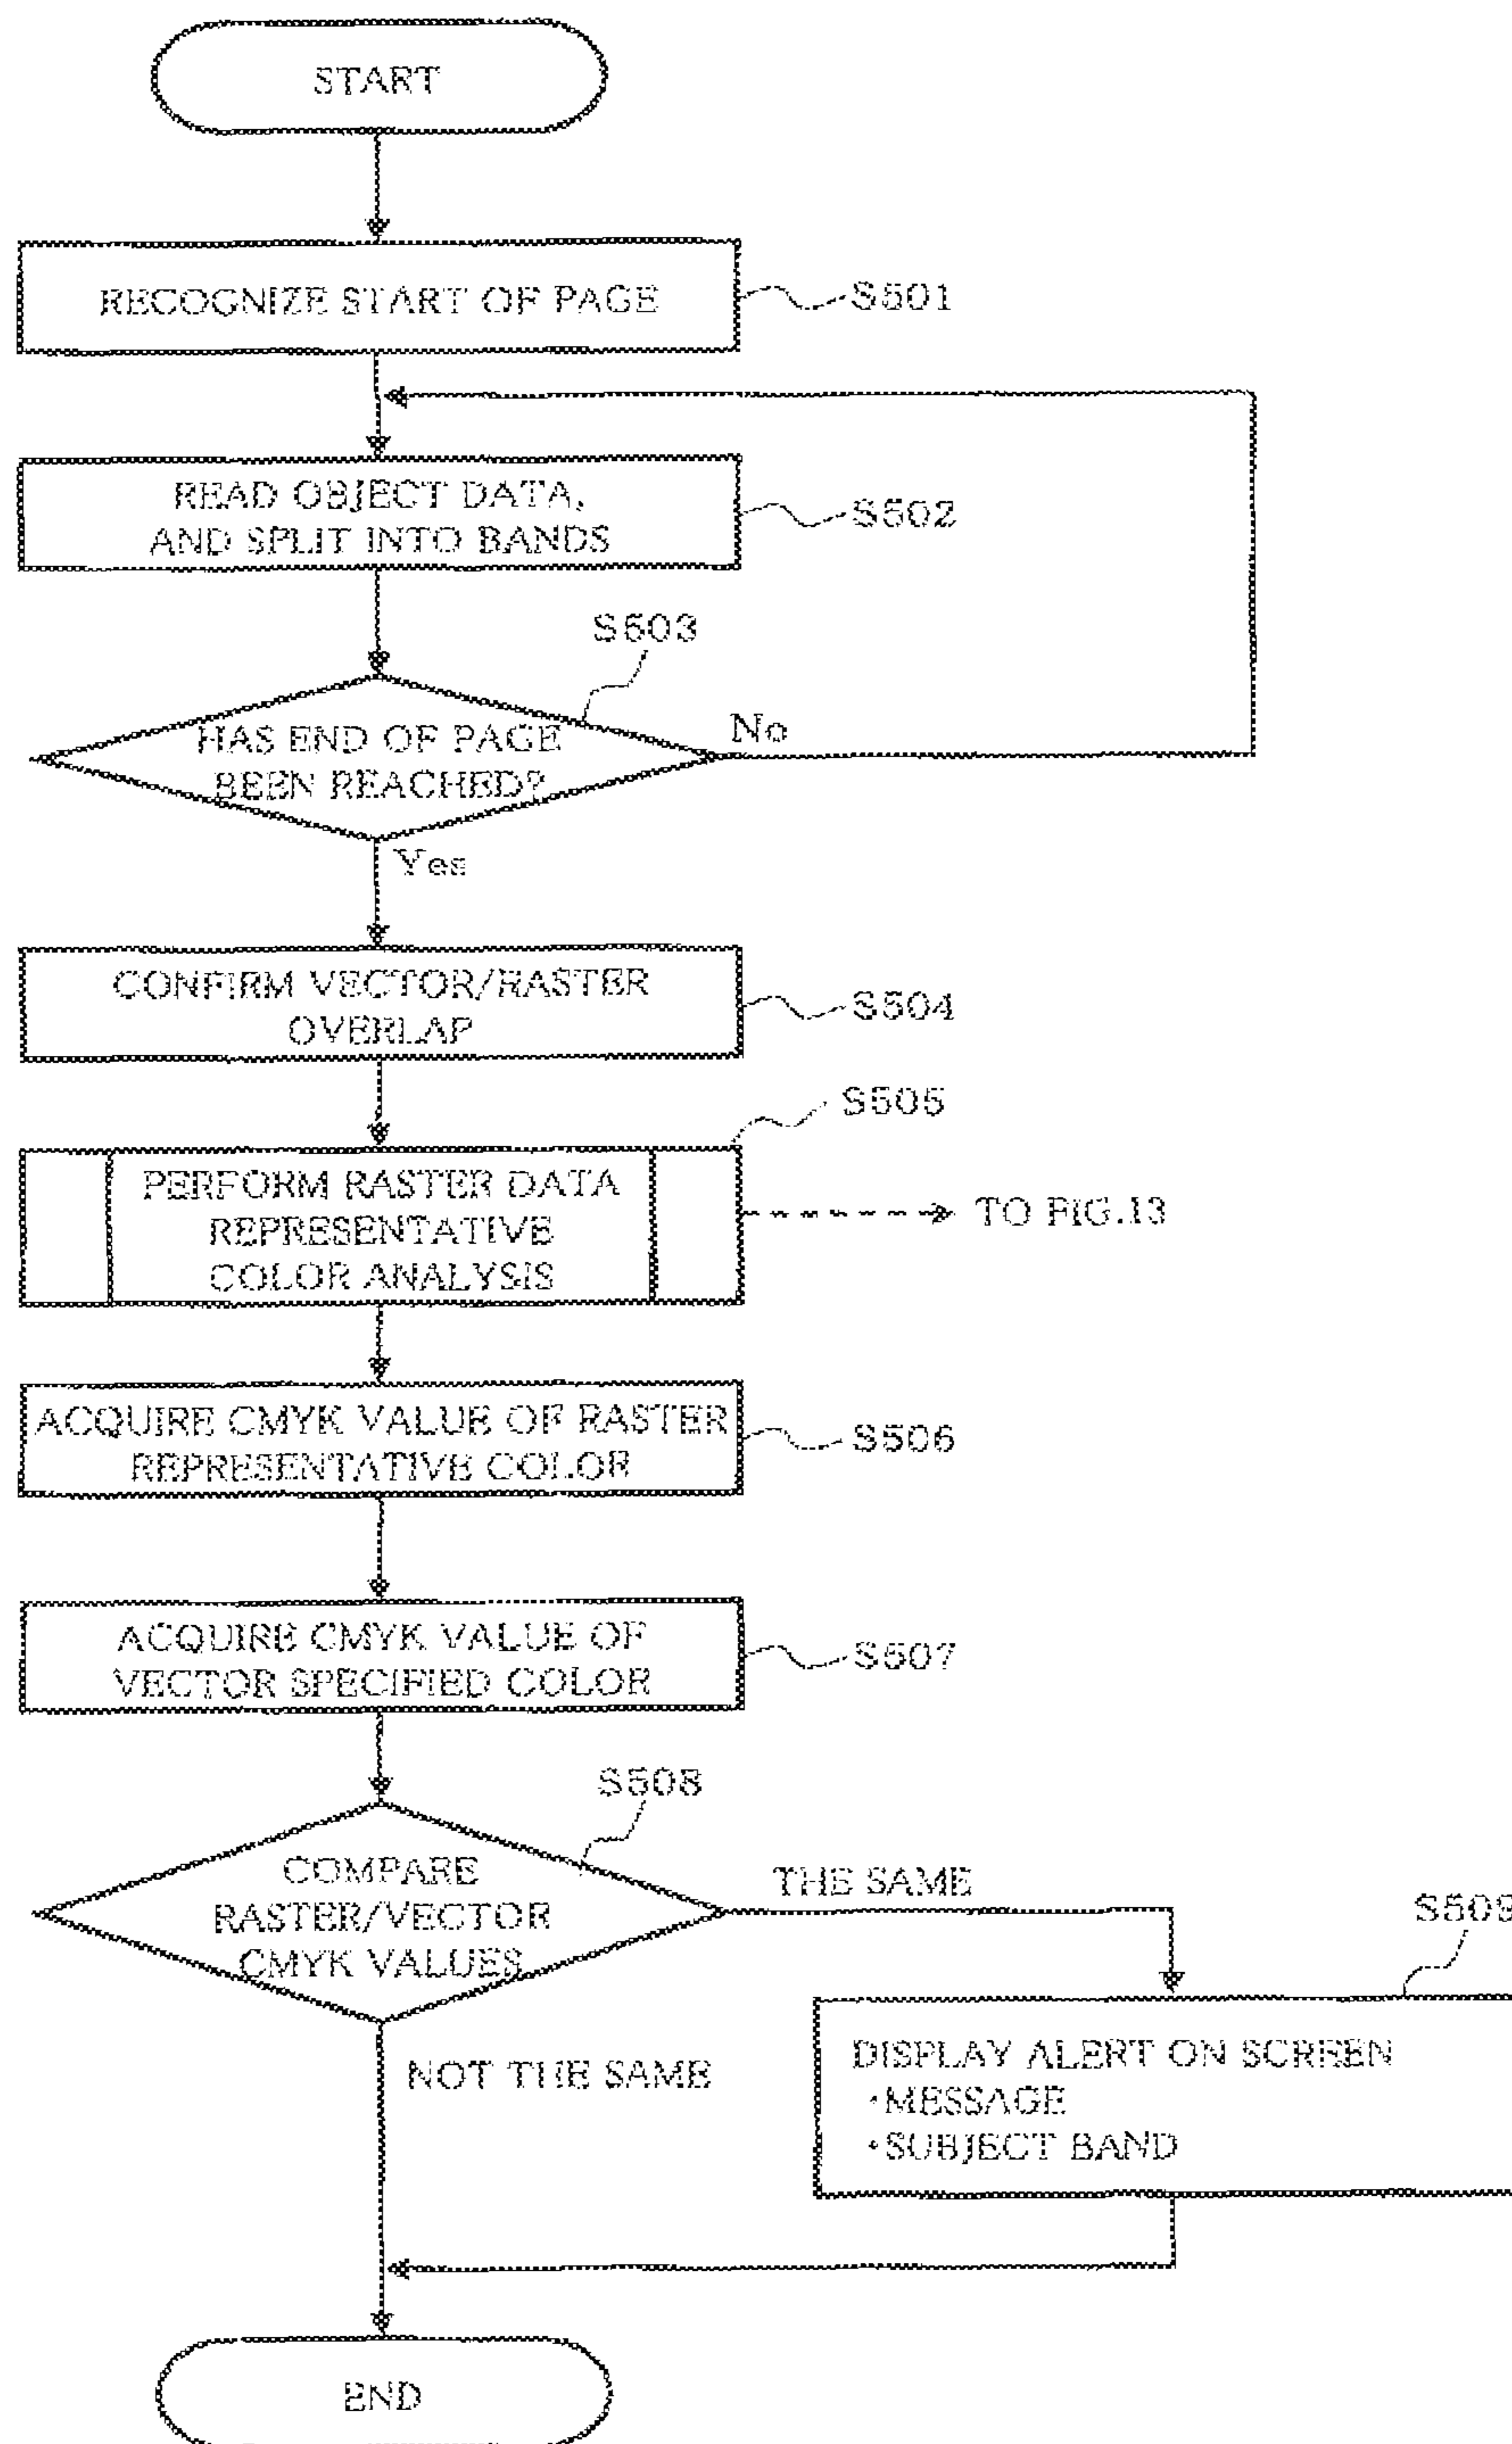 START
RECOGNIZE START OF PAGE
S501
READ OBJECT DATA,
AND SPLIT INTO BANDS
S502
S503
HAS END OF PAGE
BEEN REACHED?
No
Yes
CONFIRM VECTOR/RASTER
OVERLAP
S504
S505
PERFORM RASTER DATA
REPRESENTATIVE
COLOR ANALYSIS
TO FIG.13
ACQUIRE CMYK VALUE OF RASTER
REPRESENTATIVE COLOR
S506
ACQUIRE CMYK VALUE OF
VECTOR SPECIFIED COLOR
S507
S508
COMPARE
RASTER/VECTOR
CMYK VALUES
THE SAME
S509
NOT THE SAME
DISPLAY ALERT ON SCREEN
・MESSAGE
・SUBJECT BAND
END